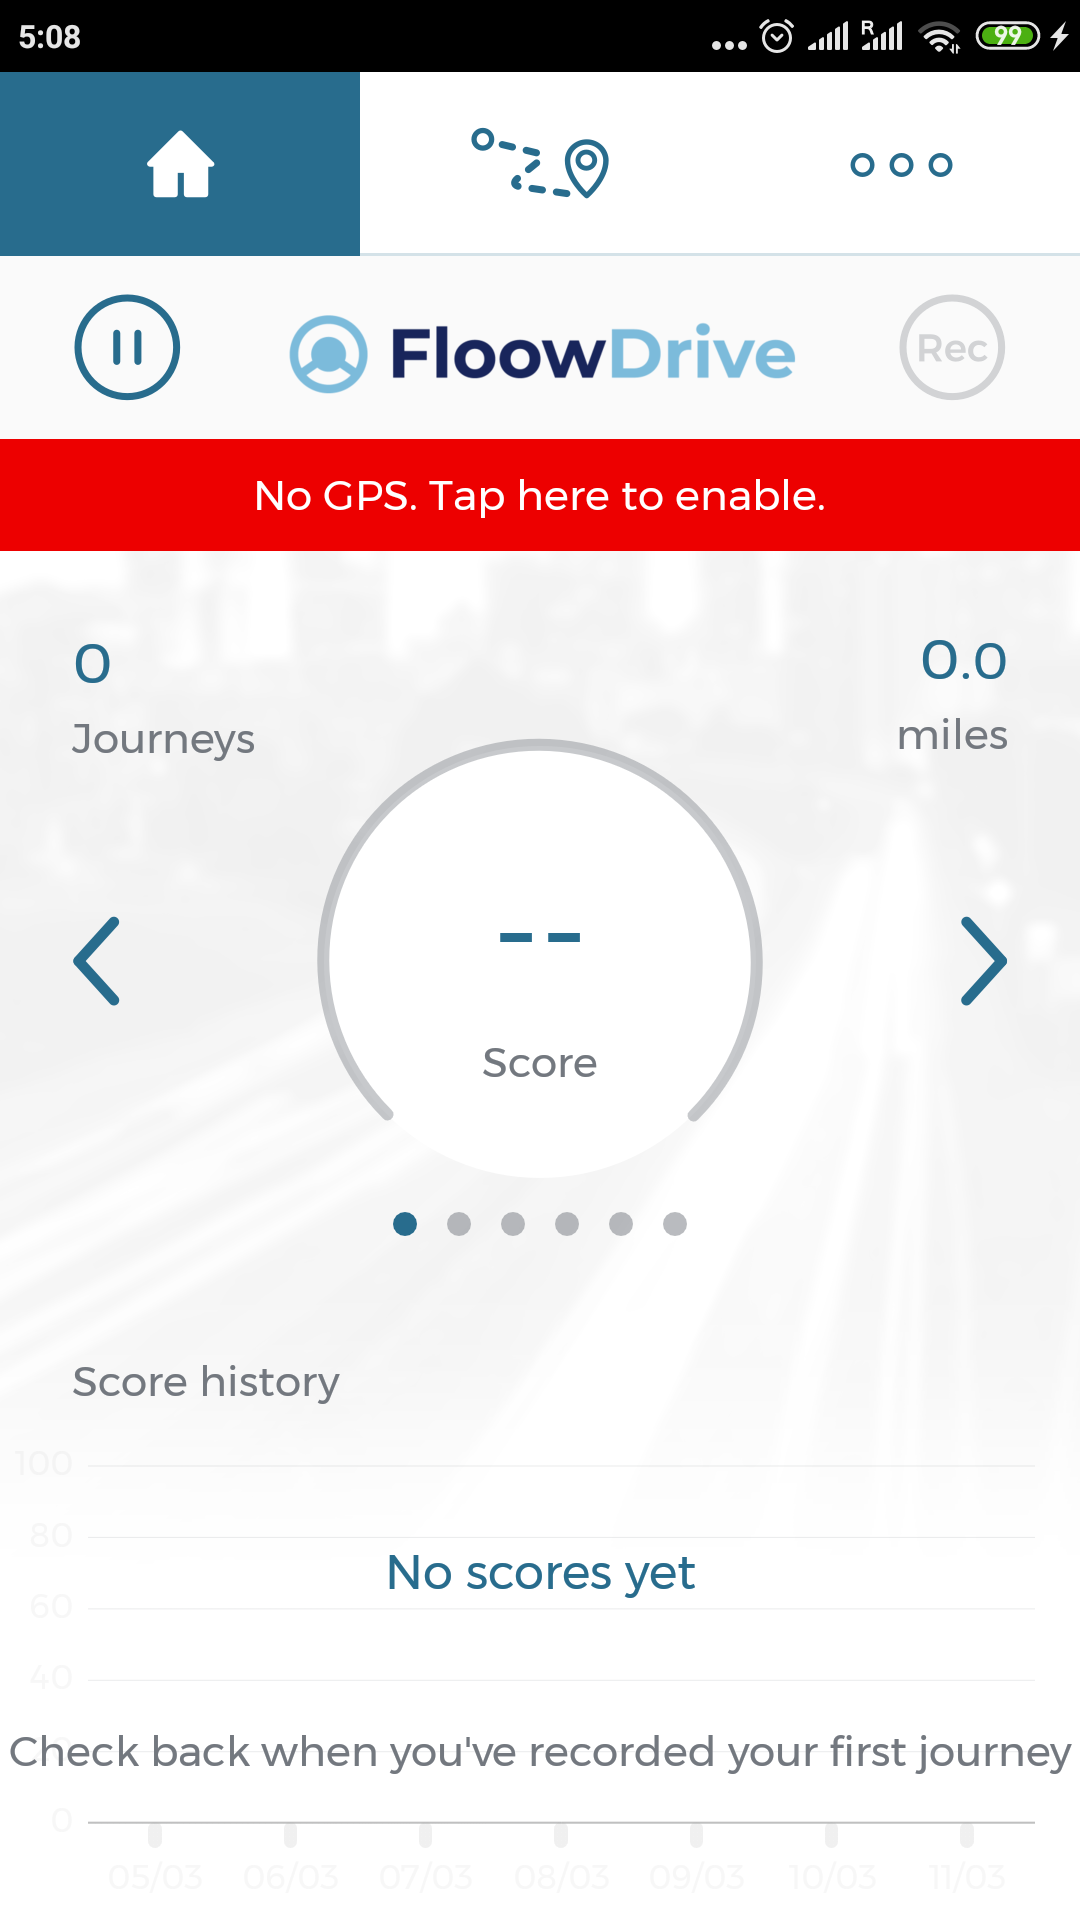 5:08
R
99
FloowDrive
Rec
No GPS. Tap here to enable.
0
0.0
Journeys
miles
--
Score
Score history
100
80
No scores yet
60
40
Check back when you've recorded your first journey
0
05/03 06/03 07/03 08/03 09/03 10/03 11/03